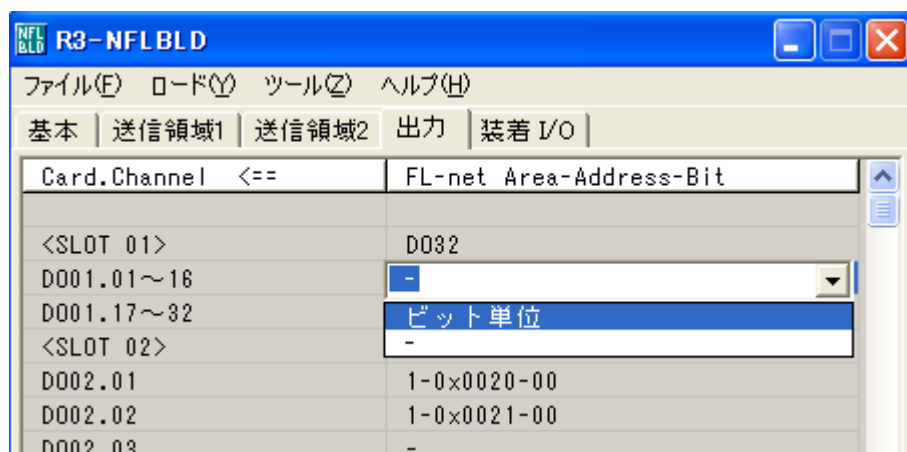 NFL BLD R3-NFLBLD
ファイル(F) ロード(Y) ツール(Z) ヘルプ(H)
基本 送信領域1 送信領域2 出力 装着 I/O
Card.Channel <== FL-net Area-Address-Bit
<SLOT 01> DO32
DO01.01～16 -
DO01.17～32 ビット単位
<SLOT 02> -
DO02.01 1-0x0020-00
DO02.02 1-0x0021-00
DO02.03 -